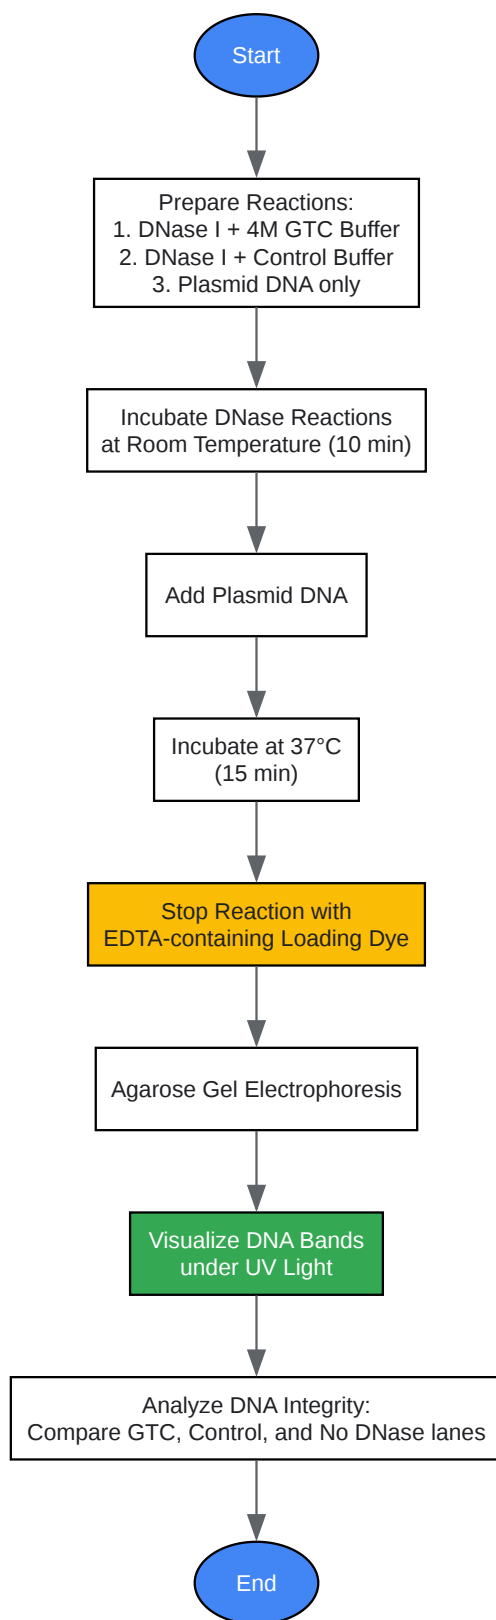 Start
Prepare Reactions:
1. DNase I + 4M GTC Buffer
2. DNase I + Control Buffer
3. Plasmid DNA only
Incubate DNase Reactions
at Room Temperature (10 min)
Add Plasmid DNA
Incubate at 37°C
(15 min)
Stop Reaction with
EDTA-containing Loading Dye
Agarose Gel Electrophoresis
Visualize DNA Bands
under UV Light
Analyze DNA Integrity:
Compare GTC, Control, and No DNase lanes
End